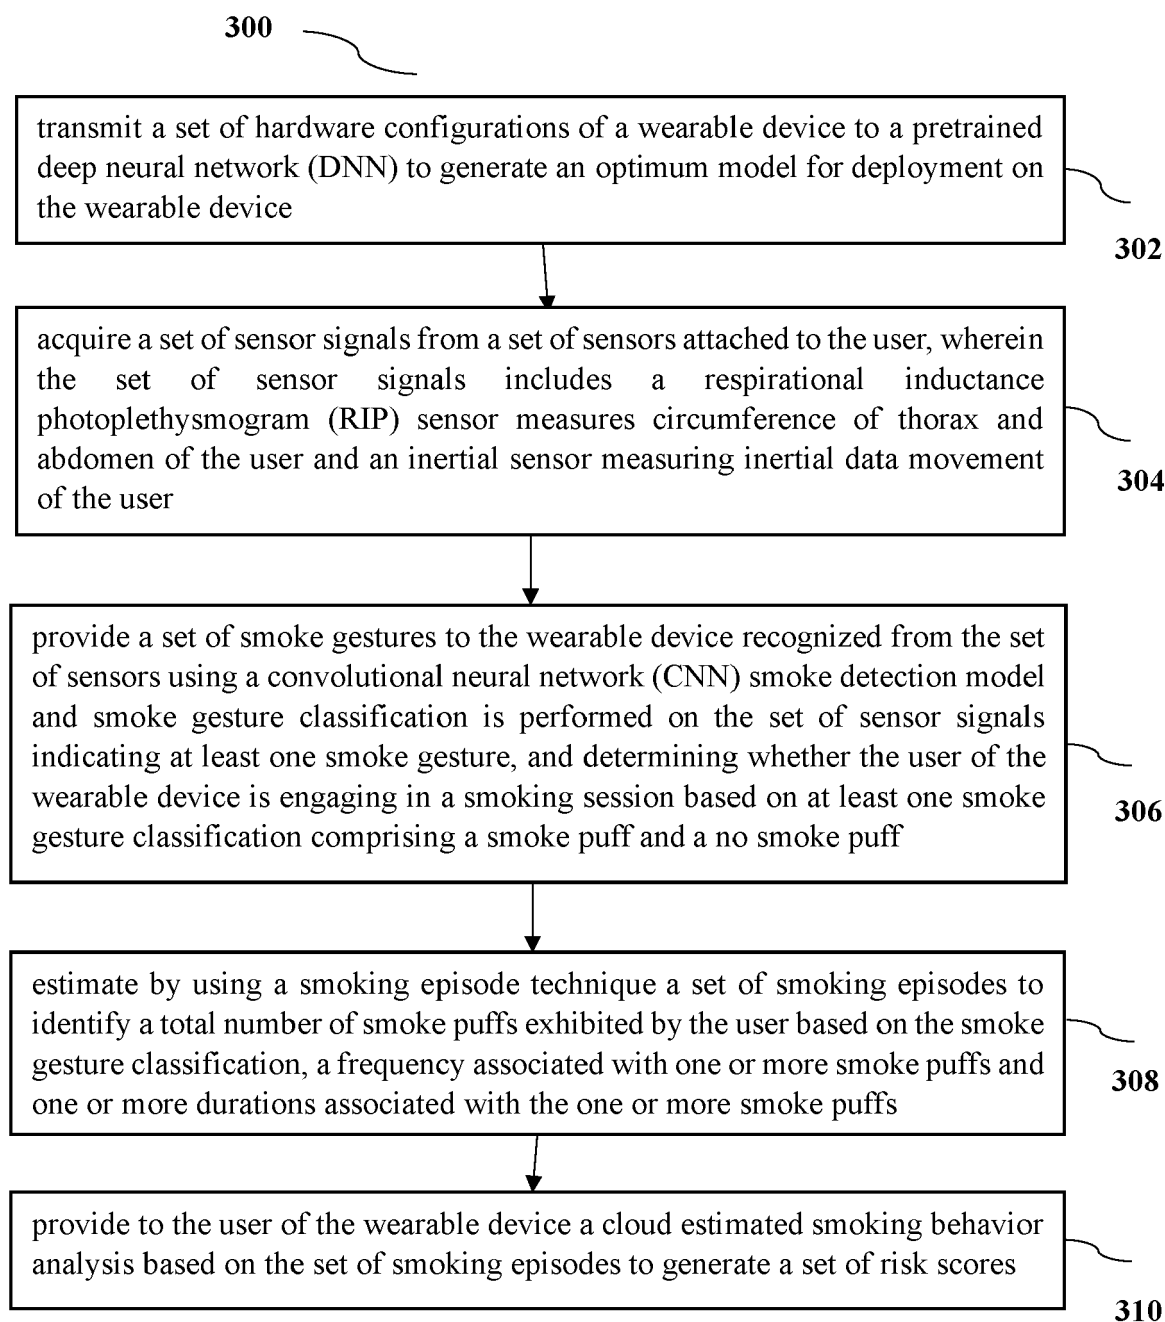 300
transmit a set of hardware configurations of a wearable device to a pretrained
deep neural network (DNN) to generate an optimum model for deployment on
the wearable device
302
acquire a set of sensor signals from a set of sensors attached to the user, wherein
the set of sensor signals includes a respirational inductance
photoplethysmogram (RIP) sensor measures circumference of thorax and
abdomen of the user and an inertial sensor measuring inertial data movement
of the user
304
provide a set of smoke gestures to the wearable device recognized from the set
of sensors using a convolutional neural network (CNN) smoke detection model
and smoke gesture classification is performed on the set of sensor signals
indicating at least one smoke gesture, and determining whether the user of the
wearable device is engaging in a smoking session based on at least one smoke
gesture classification comprising a smoke puff and a no smoke puff
306
estimate by using a smoking episode technique a set of smoking episodes to
identify a total number of smoke puffs exhibited by the user based on the smoke
gesture classification, a frequency associated with one or more smoke puffs and
one or more durations associated with the one or more smoke puffs
308
provide to the user of the wearable device a cloud estimated smoking behavior
analysis based on the set of smoking episodes to generate a set of risk scores
310